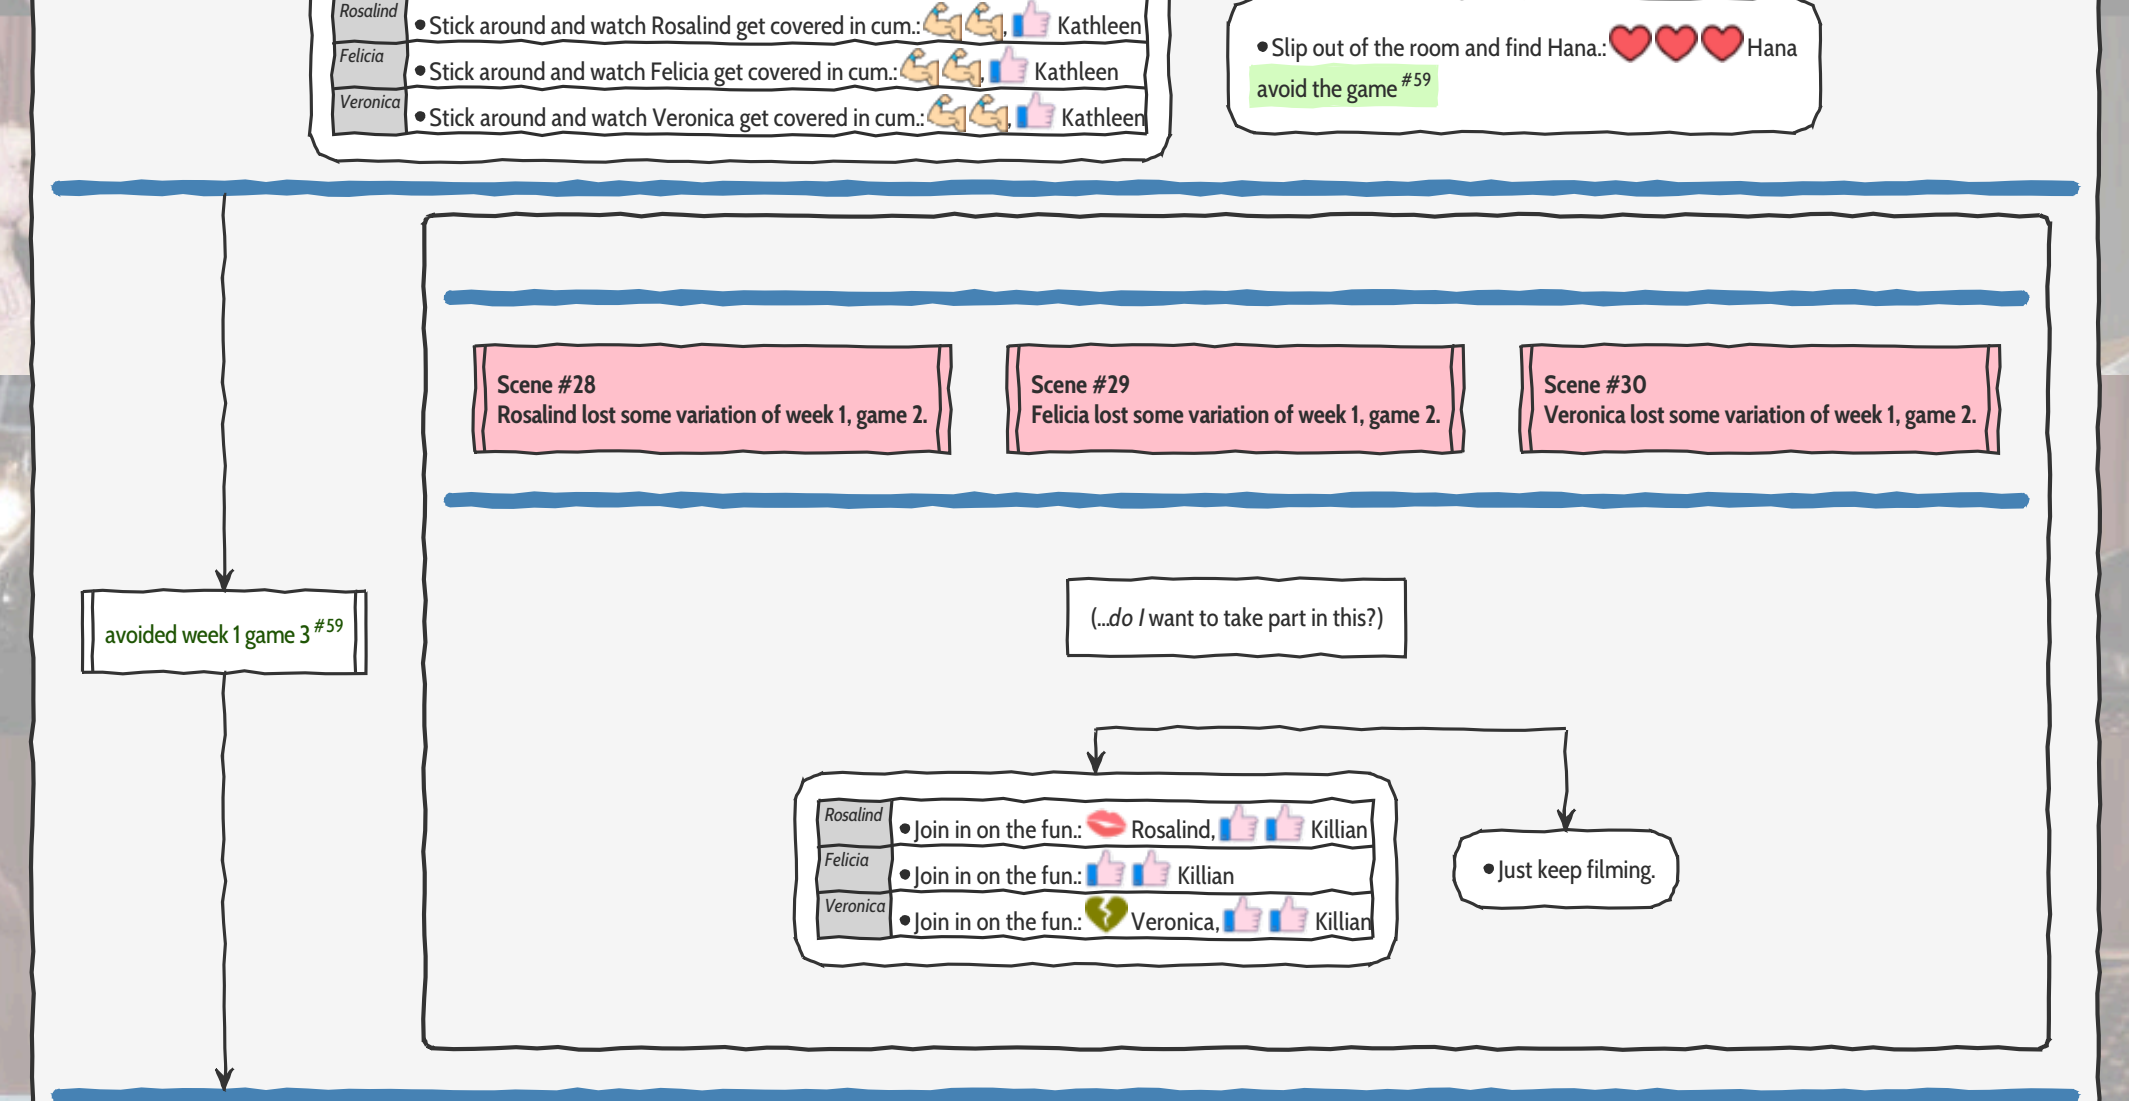 Rosalind
•Stick around and watch Rosalind get covered in cum.: , Kathleen
Felicia
•Stick around and watch Felicia get covered in cum.: , Kathleen
Veronica
•Stick around and watch Veronica get covered in cum.: , Kathleen
•Slip out of the room and find Hana.: Hana
avoid the game #59
Scene #28
Rosalind lost some variation of week 1, game 2.
Scene #29
Felicia lost some variation of week 1, game 2.
Scene #30
Veronica lost some variation of week 1, game 2.
avoided week 1 game 3 #59
(...do I want to take part in this?)
Rosalind
•Join in on the fun.: Rosalind, Killian
Felicia
•Join in on the fun.: Killian
Veronica
•Join in on the fun.: Veronica, Killian
•Just keep filming.